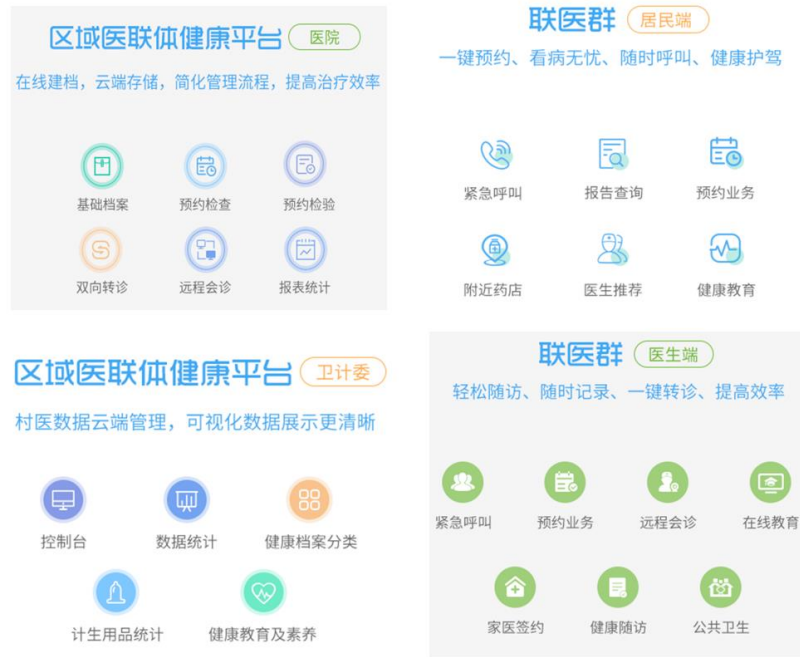 区域医联体健康平台 医院
在线建档，云端存储，简化管理流程，提高治疗效率
基础档案 预约检查 预约检验
双向转诊 远程会诊 报表统计
联医群 居民端
一键预约、看病无忧、随时呼叫、健康护驾
紧急呼叫 报告查询 预约业务
附近药店 医生推荐 健康教育
区域医联体健康平台 卫计委
村医数据云端管理，可视化数据展示更清晰
控制台 数据统计 健康档案分类
计生用品统计 健康教育及素养
联医群 医生端
轻松随访、随时记录、一键转诊、提高效率
紧急呼叫 预约业务 远程会诊 在线教育
家医签约 健康随访 公共卫生